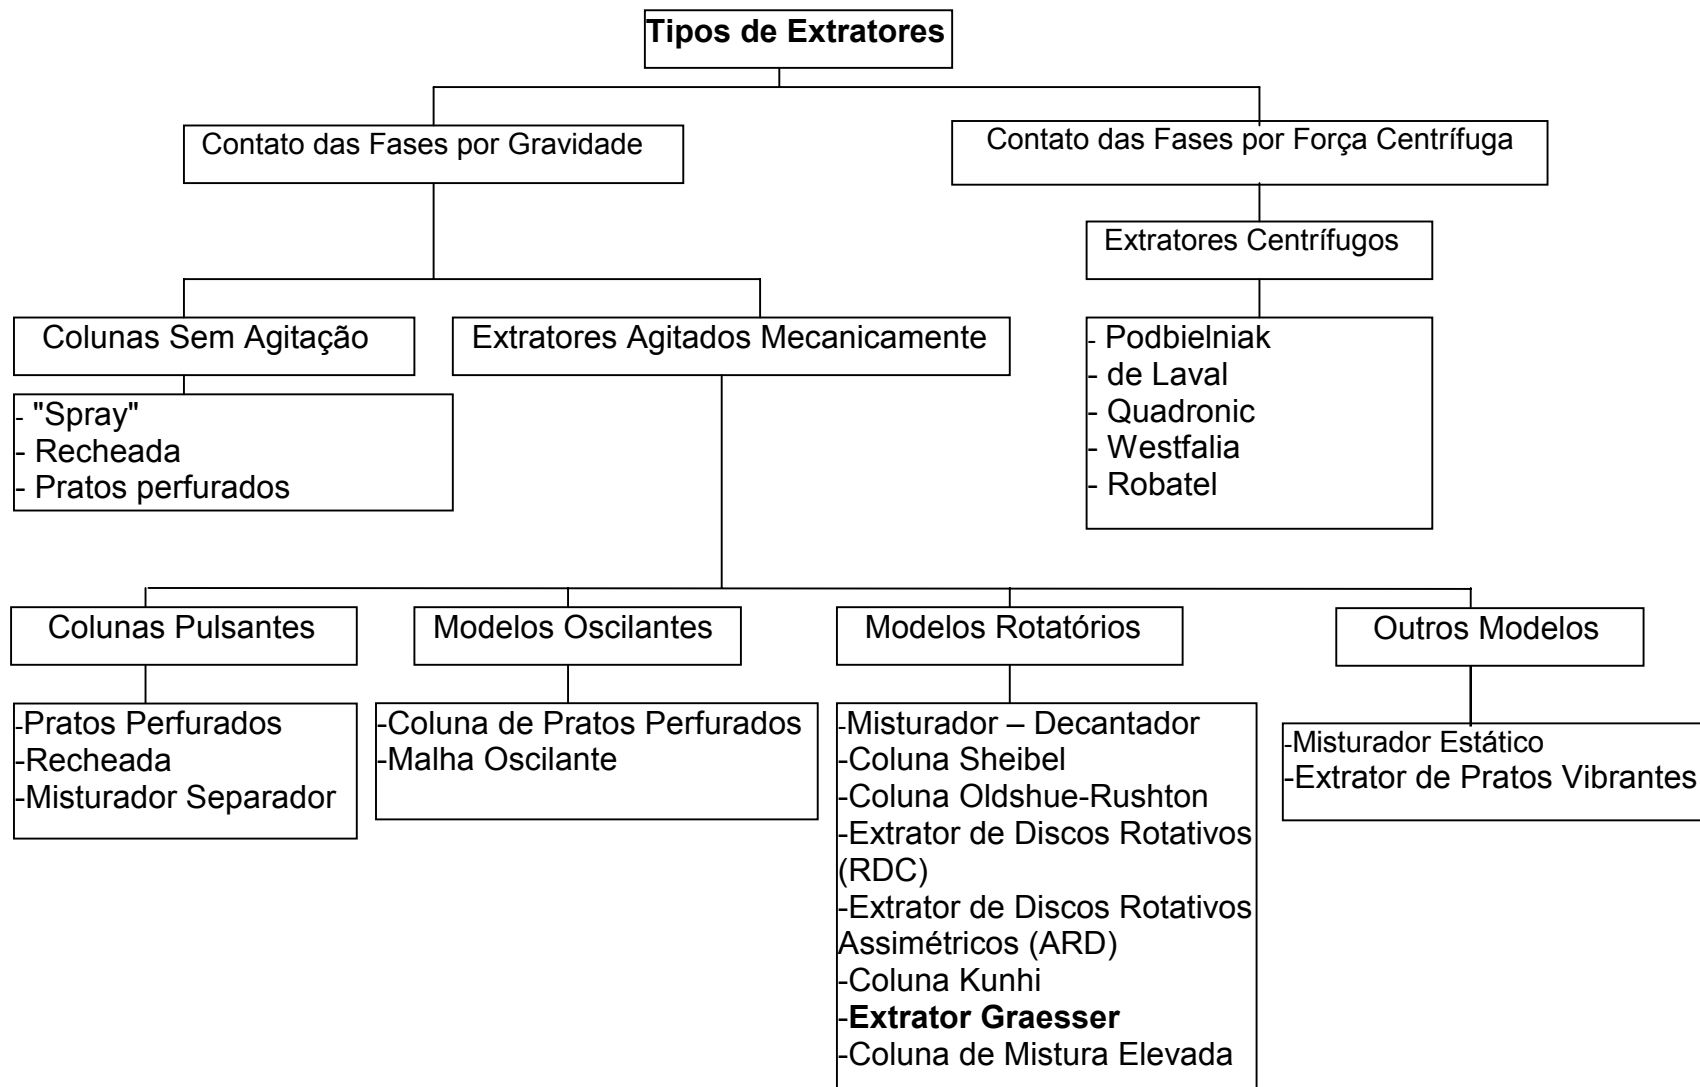 Tipos de Extratores
Contato das Fases por Gravidade
Contato das Fases por Força Centrífuga
Extratores Centrífugos
Colunas Sem Agitação
Extratores Agitados Mecanicamente
- Podbielniak
- de Laval
- Quadronic
- Westfalia
- Robatel
- "Spray"
- Recheada
- Pratos perfurados
Colunas Pulsantes
Modelos Oscilantes
Modelos Rotatórios
Outros Modelos
-Pratos Perfurados
-Recheada
-Misturador Separador
-Coluna de Pratos Perfurados
-Malha Oscilante
-Misturador – Decantador
-Coluna Sheibel
-Coluna Oldshue-Rushton
-Extrator de Discos Rotativos
(RDC)
-Extrator de Discos Rotativos
Assimétricos (ARD)
-Coluna Kunhi
-Extrator Graesser
-Coluna de Mistura Elevada
-Misturador Estático
-Extrator de Pratos Vibrantes